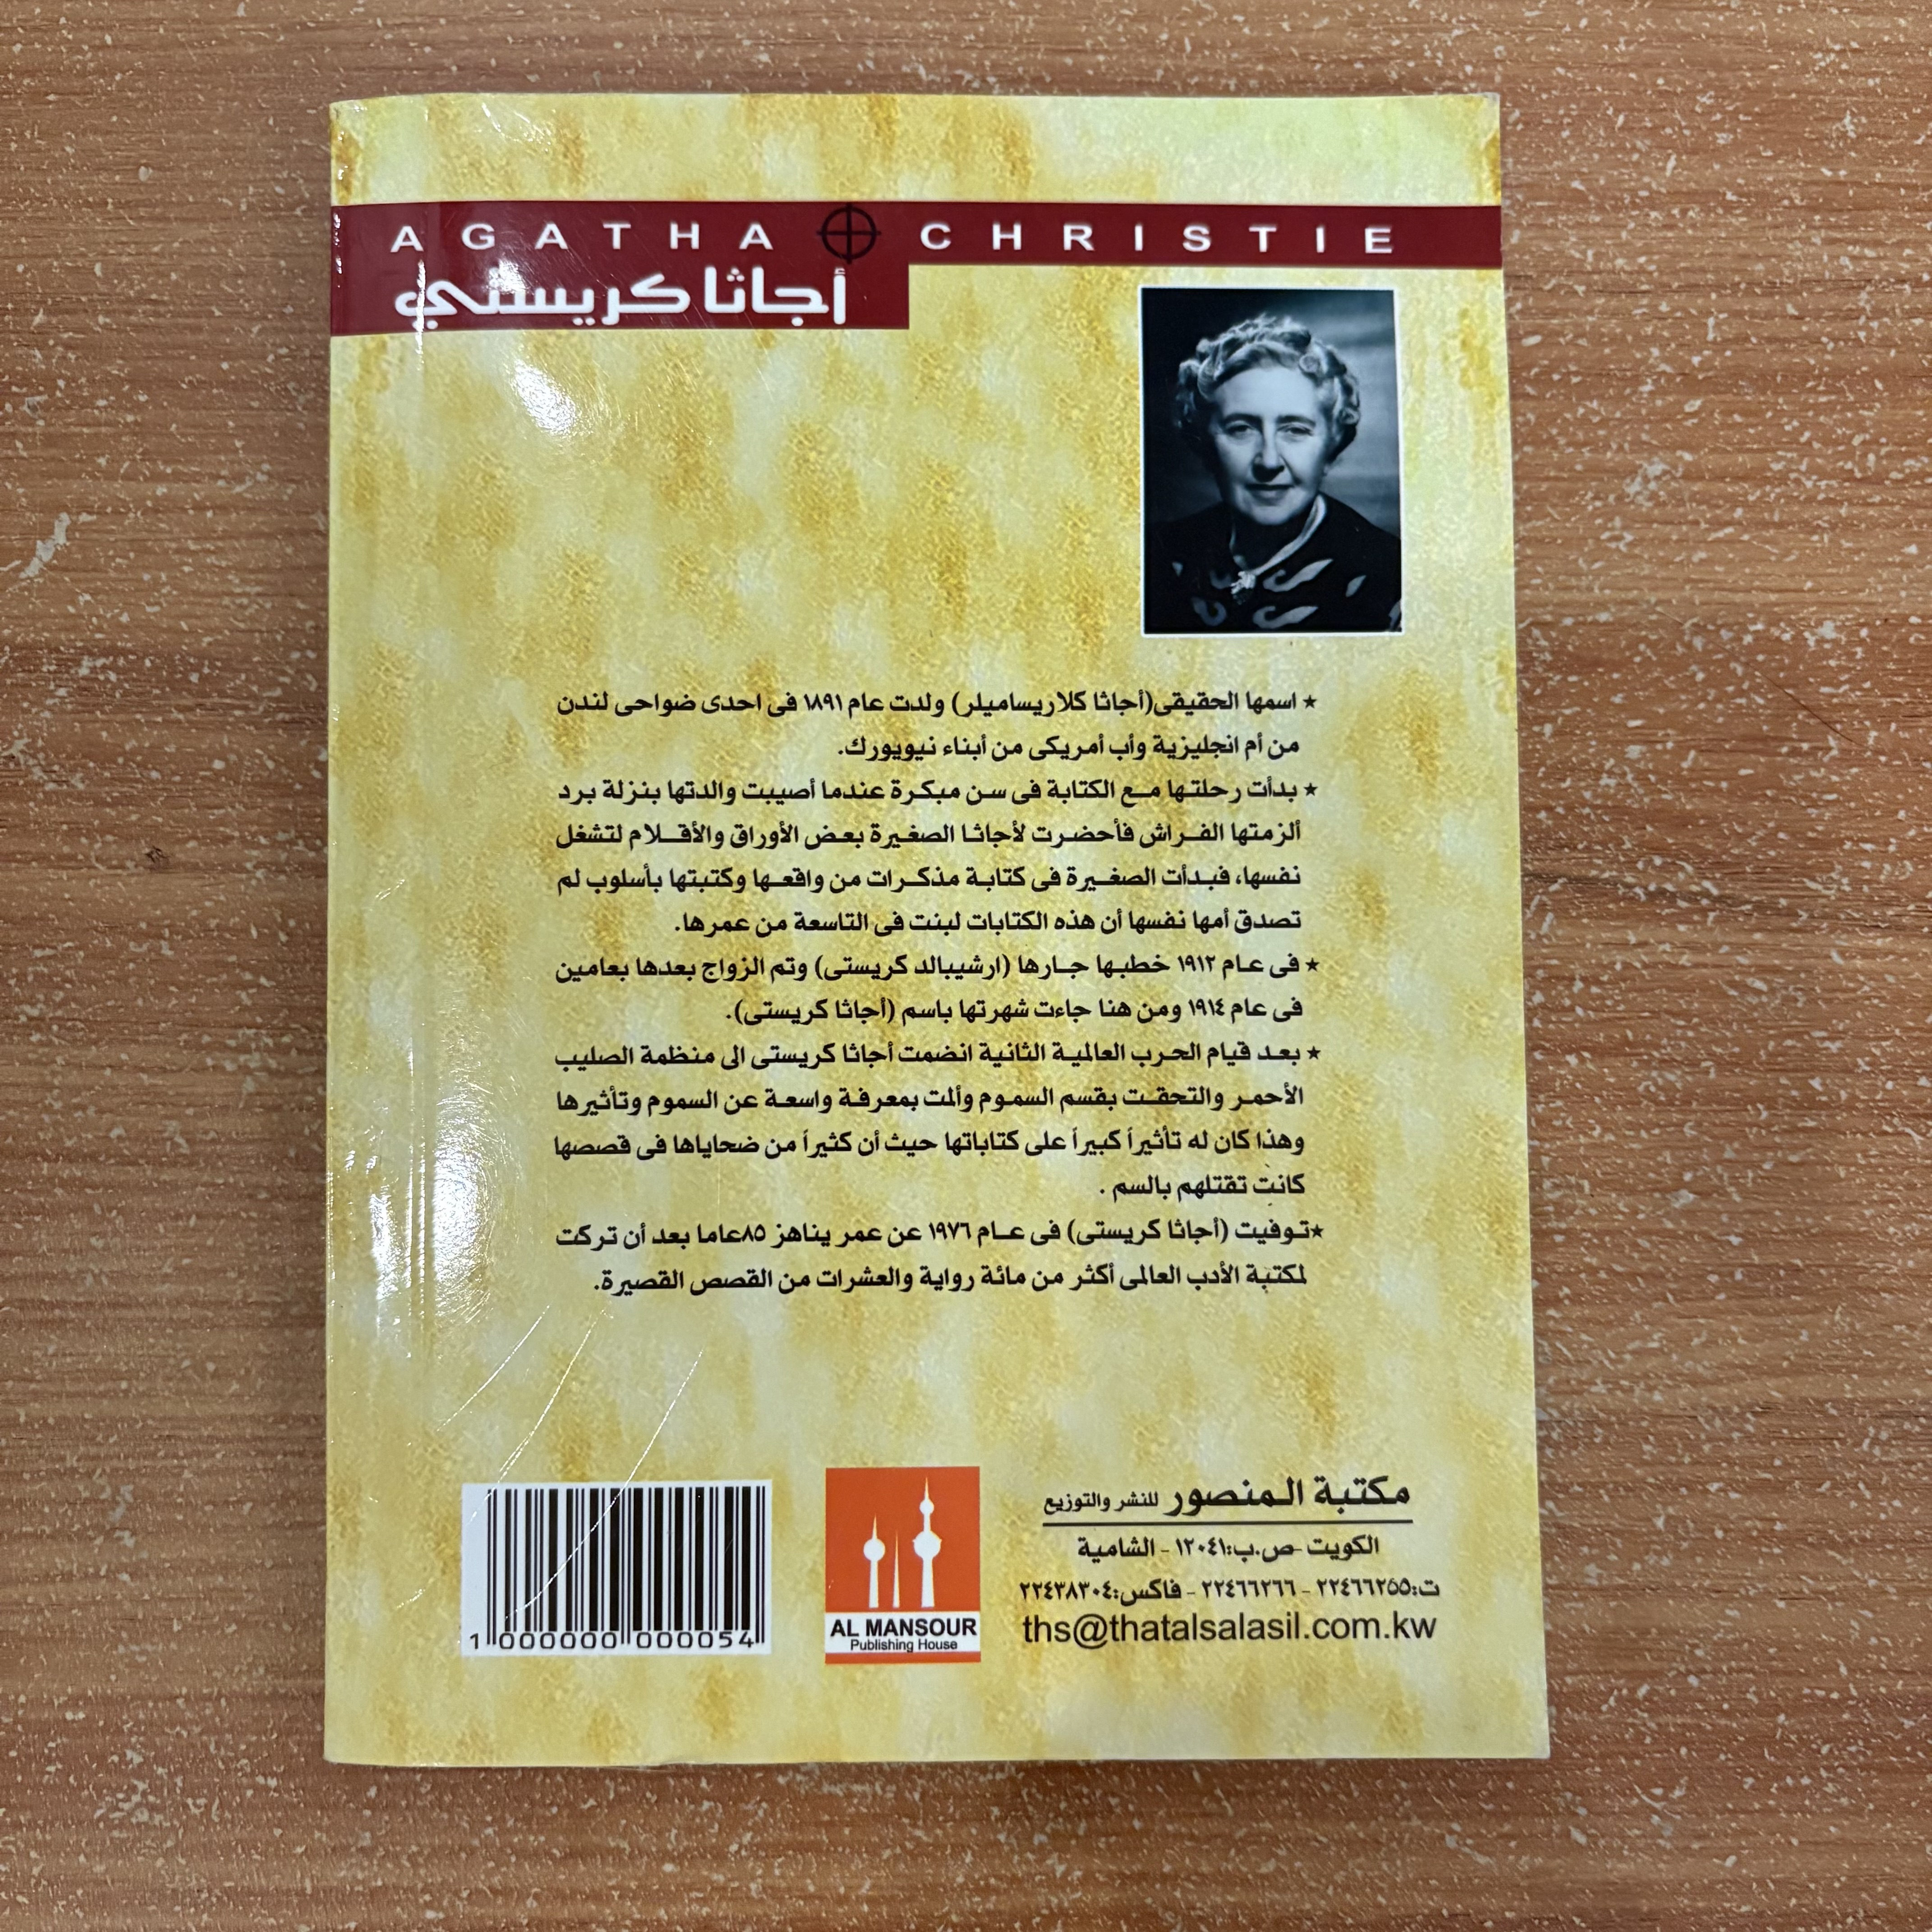 AGATHA CHRISTIE
أجاثا كريستي
★ اسمها الحقيقى(أجاثا كلاريساميلر) ولدت عام ١٨٩١ فى احدى ضواحى لندن
من أم انجليزية وأب أمريكى من أبناء نيويورك.
★ بدأت رحلتها مع الكتابة فى سن مبكرة عندما أصيبت والدتها بنزلة برد
ألزمتها الفراش فأحضرت لأجاثا الصغيرة بعض الأوراق والأقلام لتشغل
نفسها، فبدأت الصغيرة فى كتابة مذكرات من واقعها وكتبتها بأسلوب لم
تصدق أمها نفسها أن هذه الكتابات لبنت فى التاسعة من عمرها.
★ فى عام ١٩١٢ خطبها جارها (ارشيبالد كريستى) وتم الزواج بعدها بعامين
فى عام ١٩١٤ ومن هنا جاءت شهرتها باسم (أجاثا كريستى).
★ بعد قيام الحرب العالمية الثانية انضمت أجاثا كريستى الى منظمة الصليب
الأحمر والتحقت بقسم السموم وألمت بمعرفة واسعة عن السموم وتأثيرها
وهذا كان له تأثيراً كبيراً على كتاباتها حيث أن كثيراً من ضحاياها فى قصصها
كانت تقتلهم بالسم .
★توفيت (أجاثا كريستى) فى عام ١٩٧٦ عن عمر يناهز ٨٥عاما بعد أن تركت
لمكتبة الأدب العالمى أكثر من مائة رواية والعشرات من القصص القصيرة.
مكتبة المنصور للنشر والتوزيع
الكويت -ص.ب:١٢٠٤١ - الشامية
ت:٢٢٤٦٦٢٥٥ - ٢٢٤٦٦٢٦٦ - فاكس:٢٢٤٣٨٣٠٤
ths@thatalsalasil.com.kw
AL MANSOUR
Publishing House
1 000000 000054